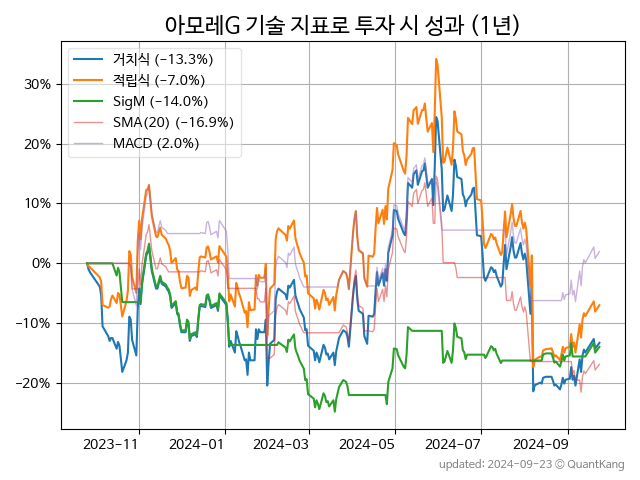 아모레G 기술 지표로 투자 시 성과 (1년)
거치식 (−13.3%)
적립식 (−7.0%)
SigM (−14.0%)
SMA(20) (−16.9%)
MACD (2.0%)
30%
20%
10%
0%
−10%
−20%
2023-11 2024-01 2024-03 2024-05 2024-07 2024-09
updated: 2024-09-23 © QuantKang